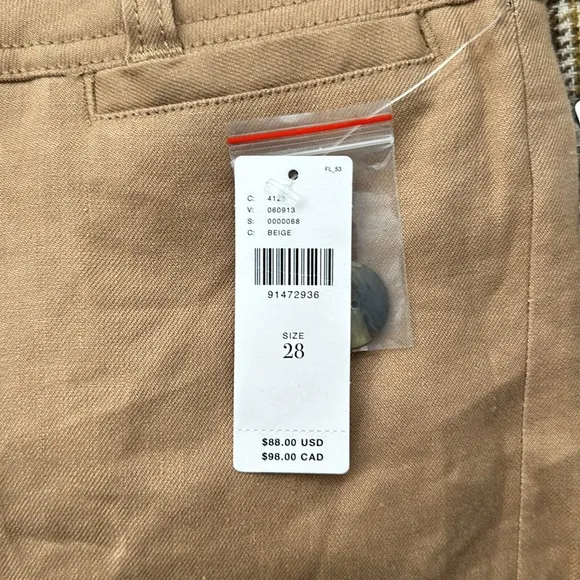 FL_53
C:
V: 060913
S: 0000068
C: BEIGE
91472936
SIZE
28
$88.00 USD
$98.00 CAD